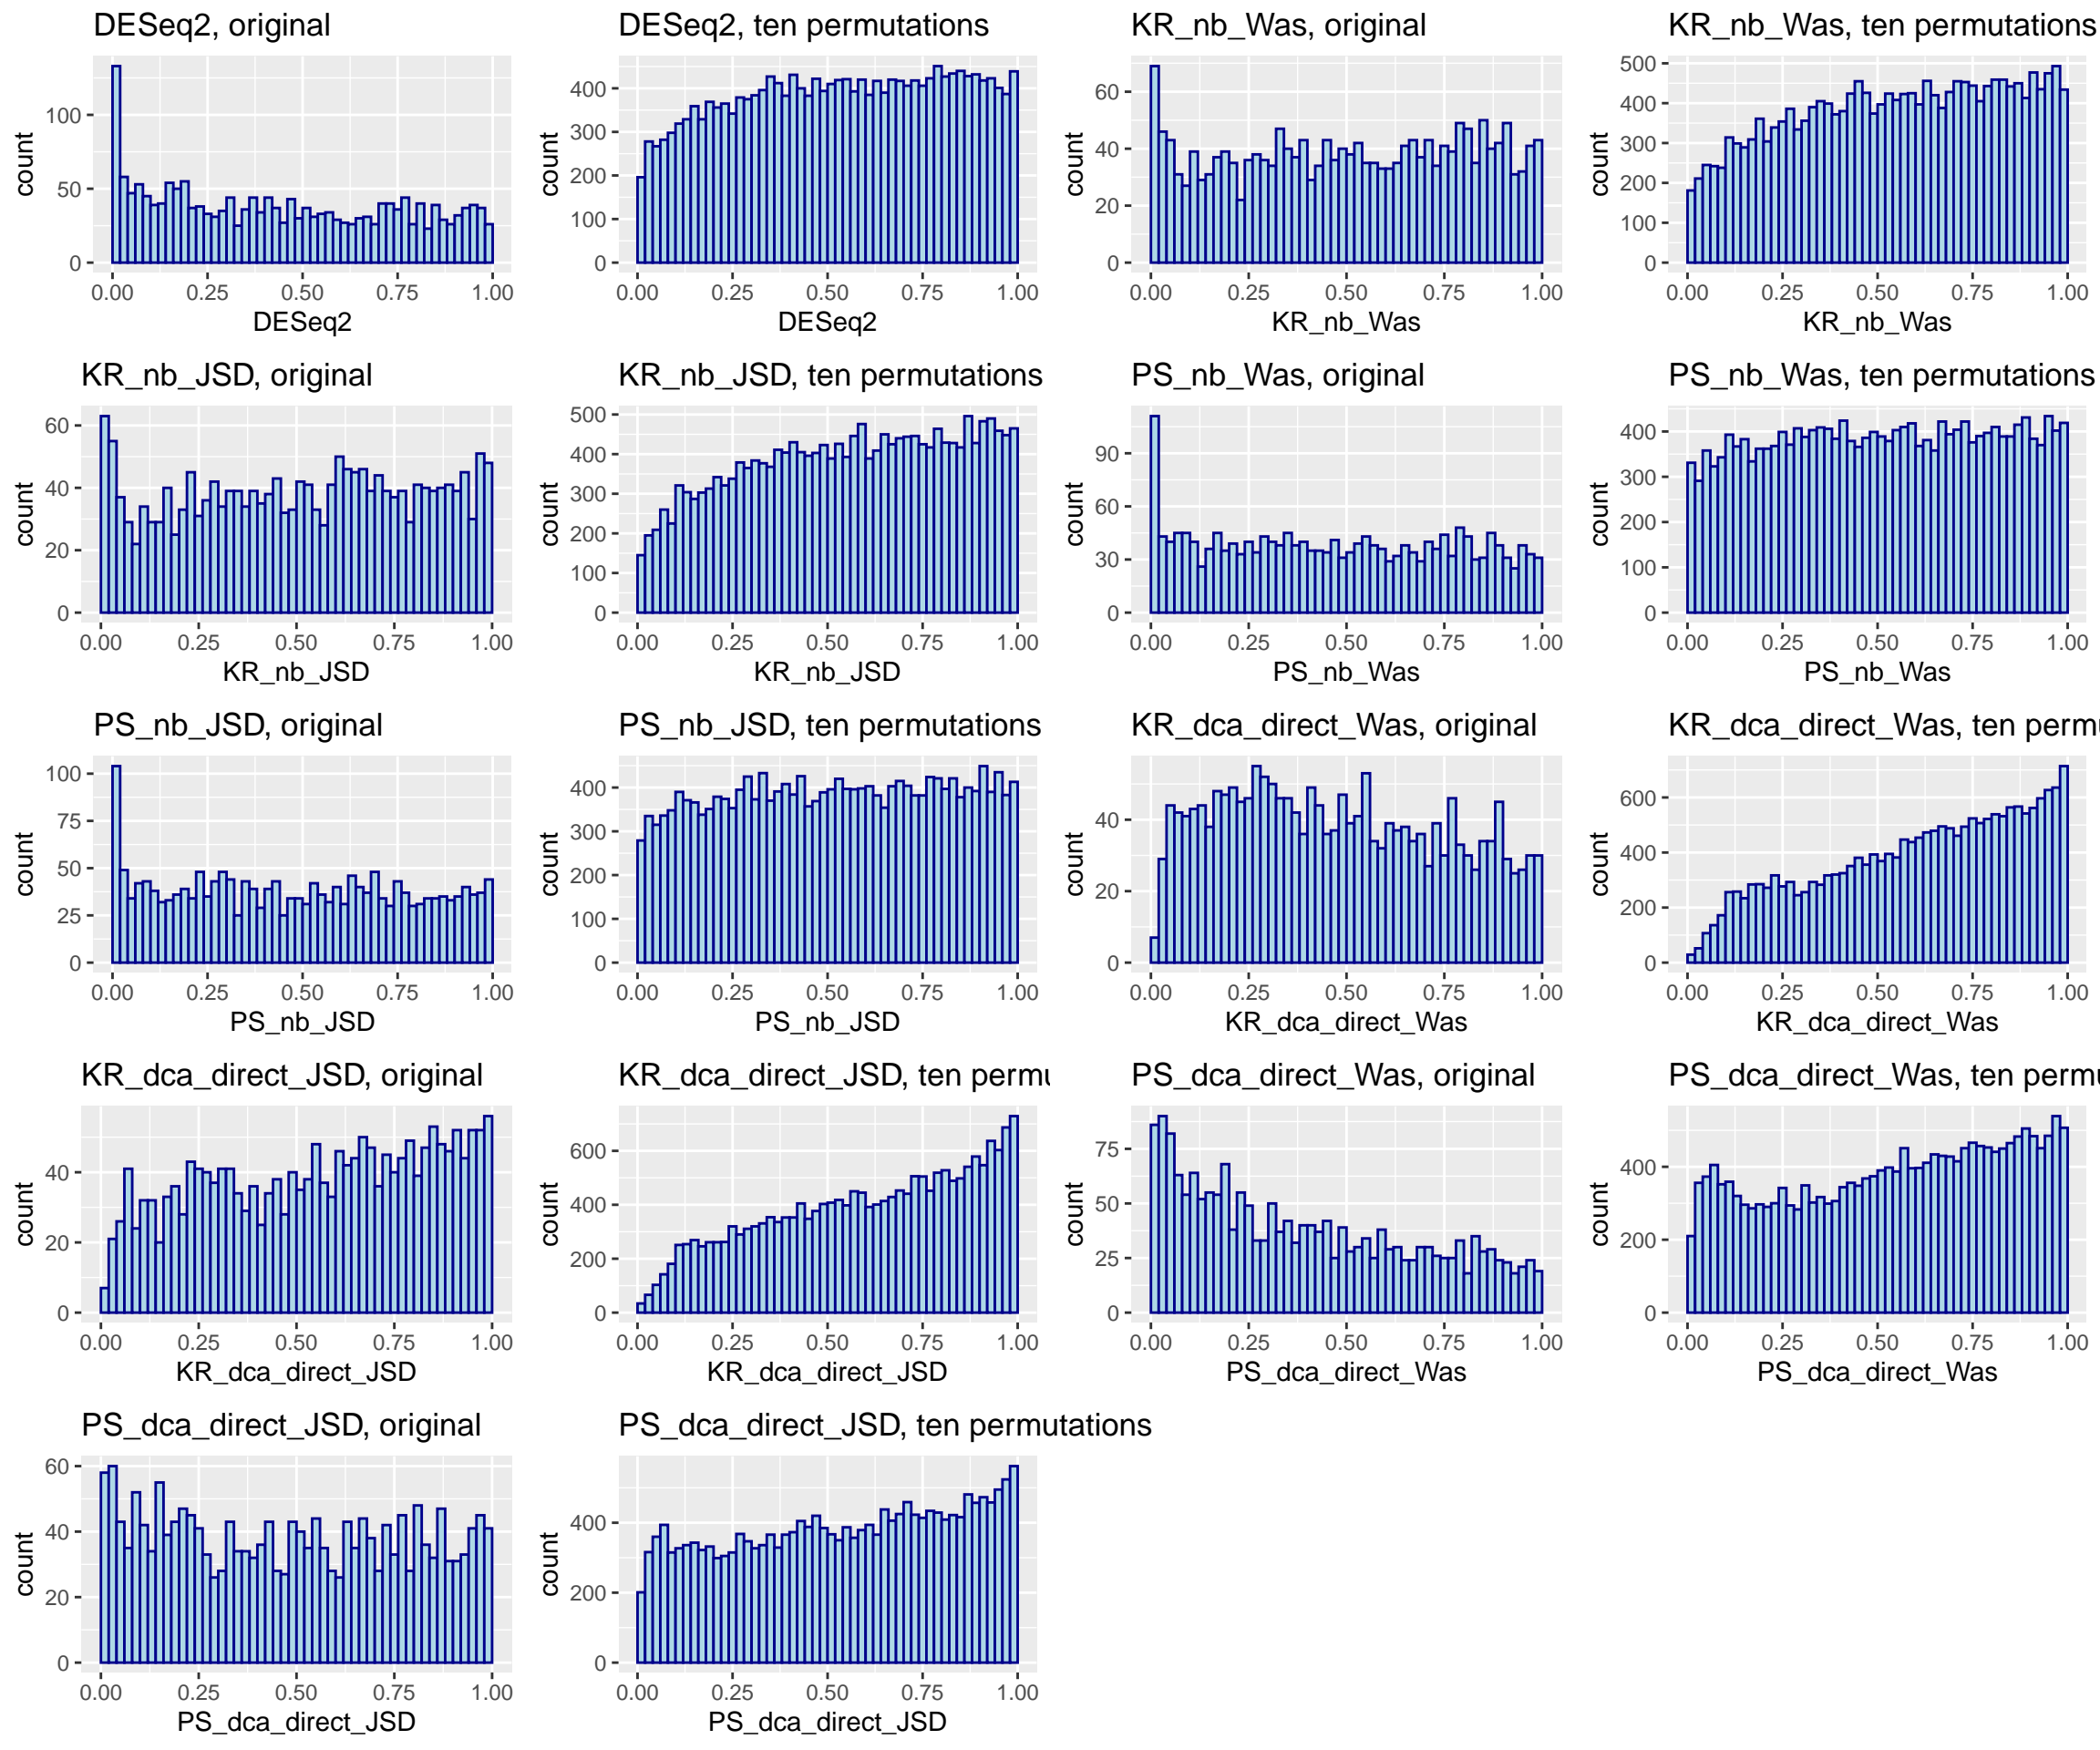 DESeq2, original
DESeq2, ten permutations
KR_nb_Was, original
KR_nb_Was, ten permutations
count
100
50
0
0.00 0.25 0.50 0.75 1.00
DESeq2
count
400
300
200
100
0
0.00 0.25 0.50 0.75 1.00
DESeq2
count
60
40
20
0
0.00 0.25 0.50 0.75 1.00
KR_nb_Was
count
500
400
300
200
100
0
0.00 0.25 0.50 0.75 1.00
KR_nb_Was
KR_nb_JSD, original
KR_nb_JSD, ten permutations
PS_nb_Was, original
PS_nb_Was, ten permutations
count
60
40
20
0
0.00 0.25 0.50 0.75 1.00
KR_nb_JSD
count
500
400
300
200
100
0
0.00 0.25 0.50 0.75 1.00
KR_nb_JSD
count
90
60
30
0
0.00 0.25 0.50 0.75 1.00
PS_nb_Was
count
400
300
200
100
0
0.00 0.25 0.50 0.75 1.00
PS_nb_Was
PS_nb_JSD, original
PS_nb_JSD, ten permutations
KR_dca_direct_Was, original
KR_dca_direct_Was, ten perm
count
100
75
50
25
0
0.00 0.25 0.50 0.75 1.00
PS_nb_JSD
count
400
300
200
100
0
0.00 0.25 0.50 0.75 1.00
PS_nb_JSD
count
40
20
0
0.00 0.25 0.50 0.75 1.00
KR_dca_direct_Was
count
600
400
200
0
0.00 0.25 0.50 0.75 1.00
KR_dca_direct_Was
KR_dca_direct_JSD, original
KR_dca_direct_JSD, ten perm
PS_dca_direct_Was, original
PS_dca_direct_Was, ten perm
count
40
20
0
0.00 0.25 0.50 0.75 1.00
KR_dca_direct_JSD
count
600
400
200
0
0.00 0.25 0.50 0.75 1.00
KR_dca_direct_JSD
count
75
50
25
0
0.00 0.25 0.50 0.75 1.00
PS_dca_direct_Was
count
400
200
0
0.00 0.25 0.50 0.75 1.00
PS_dca_direct_Was
PS_dca_direct_JSD, original
PS_dca_direct_JSD, ten permutations
count
60
40
20
0
0.00 0.25 0.50 0.75 1.00
PS_dca_direct_JSD
count
400
200
0
0.00 0.25 0.50 0.75 1.00
PS_dca_direct_JSD